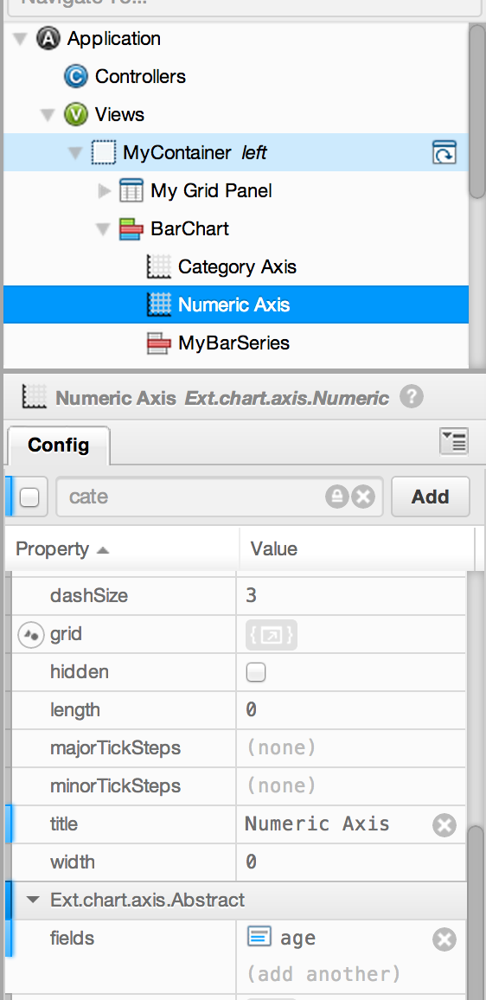 Navigate To...
Application
Controllers
Views
MyContainer left
My Grid Panel
BarChart
Category Axis
Numeric Axis
MyBarSeries
Numeric Axis Ext.chart.axis.Numeric ?
Config
cate Add
Property Value
dashSize 3
grid
hidden
length 0
majorTickSteps (none)
minorTickSteps (none)
title Numeric Axis
width 0
Ext.chart.axis.Abstract
fields age
(add another)